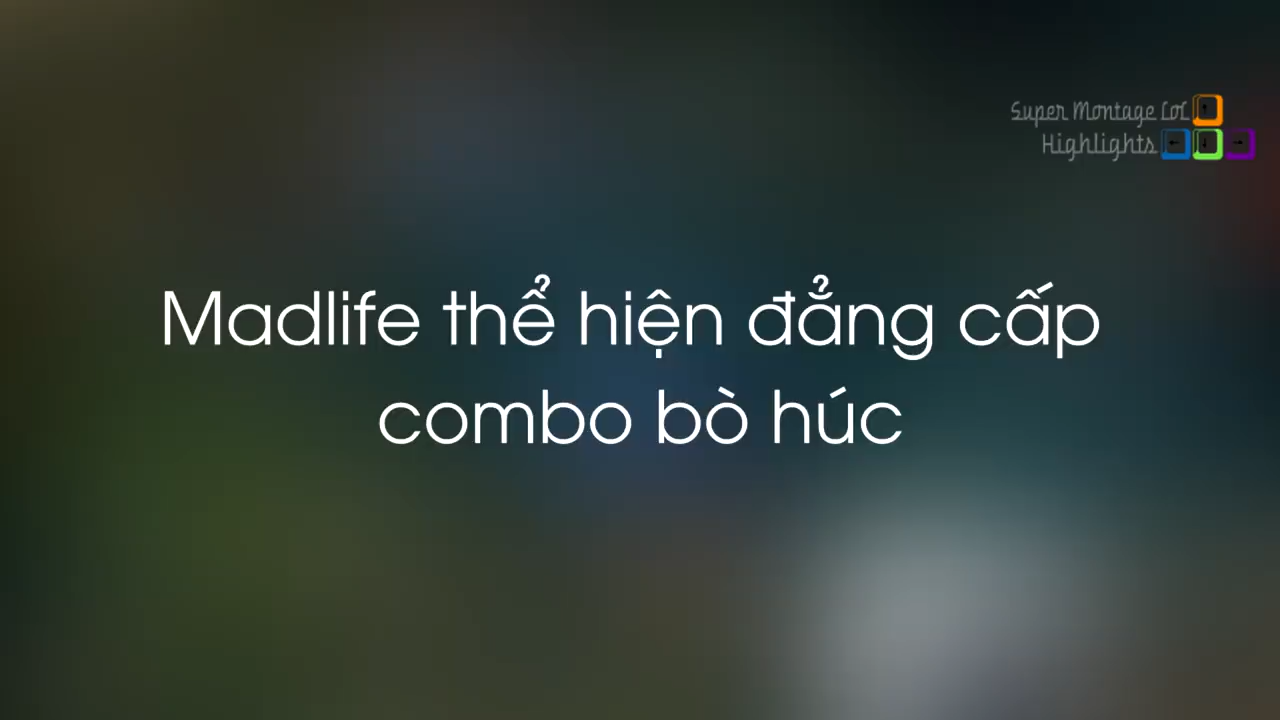 Super Montage LoL
Highlights
Madlife thể hiện đẳng cấp
combo bò húc